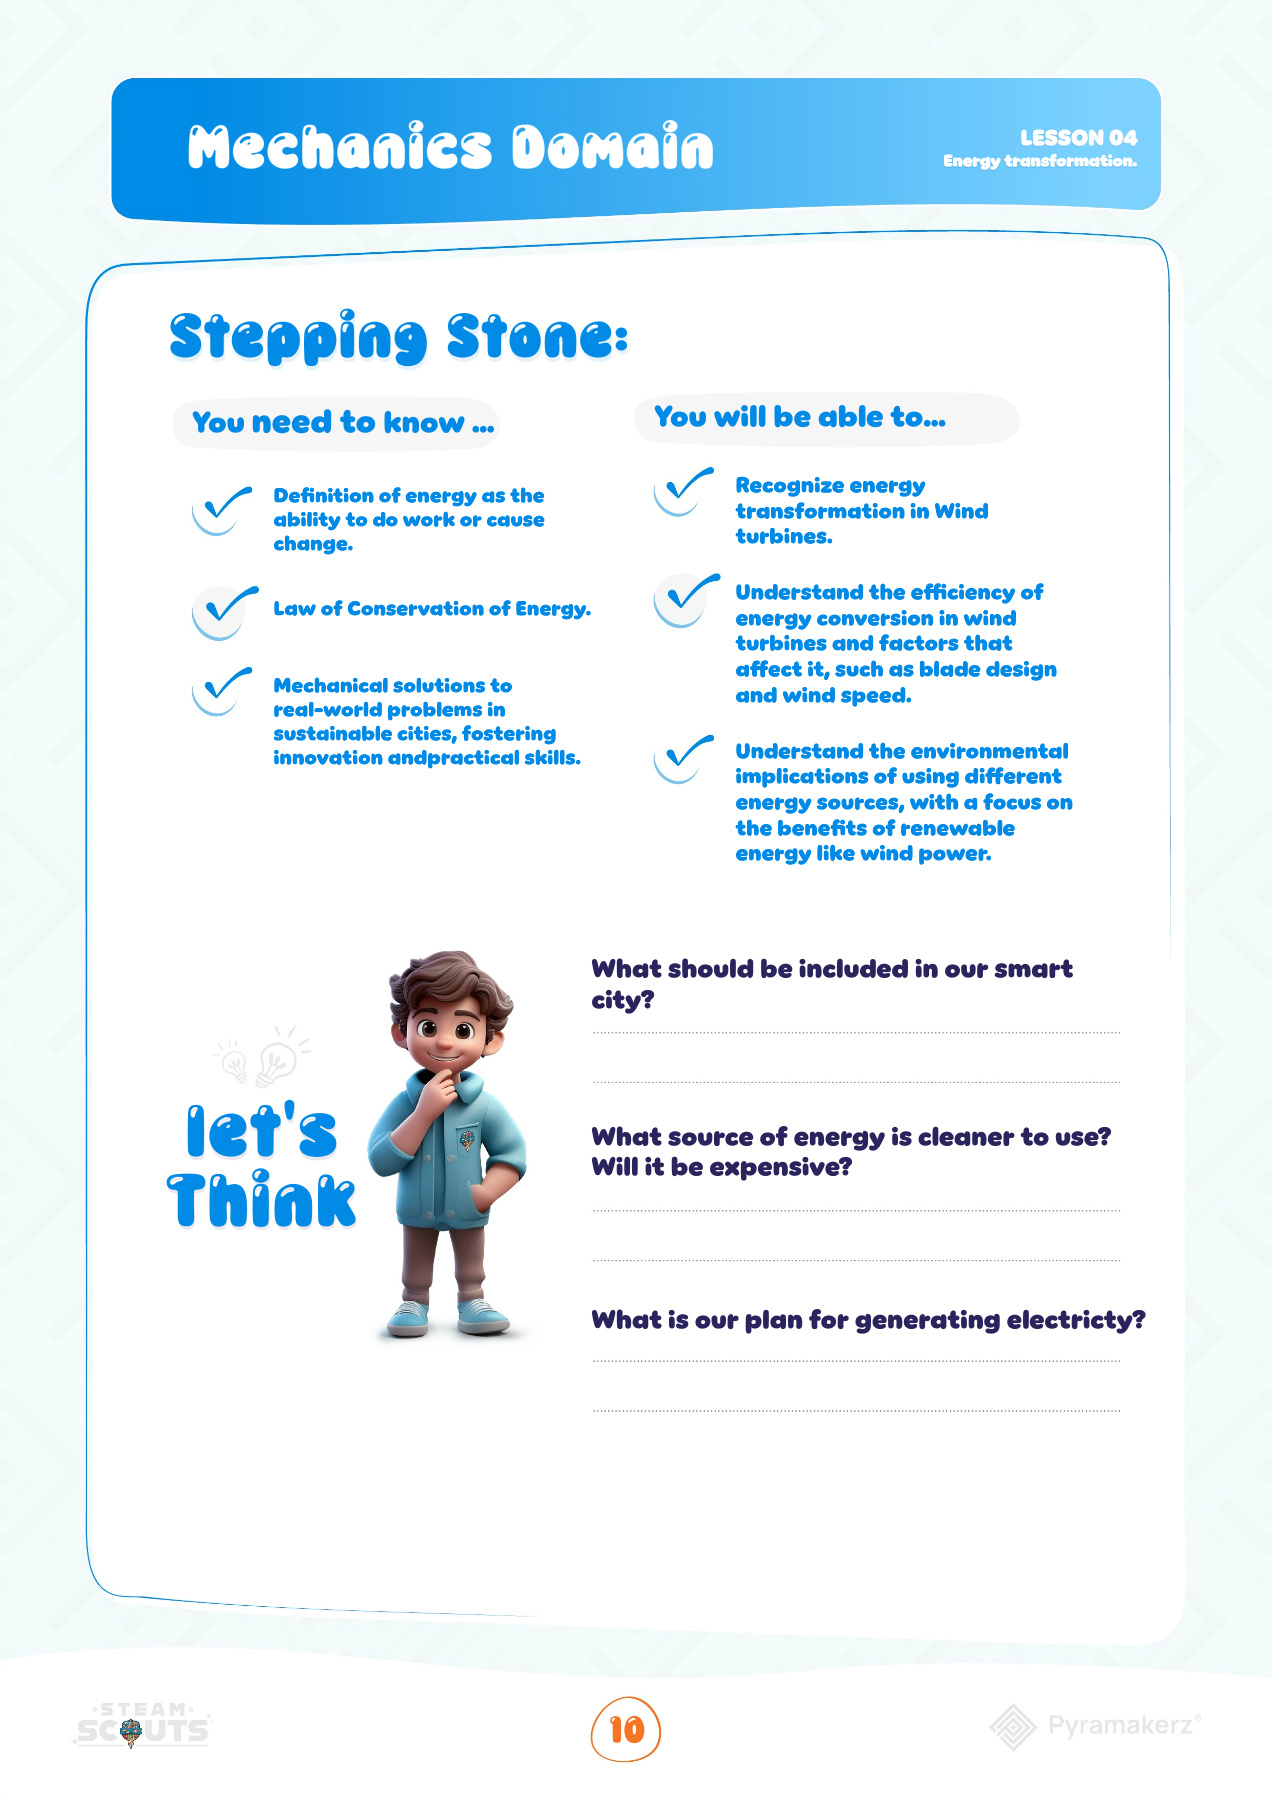 Mechanics Domain
LESSON 04
Energy transformation.
Stepping Stone:
You need to know ...
Definition of energy as the
ability to do work or cause
change.
Law of Conservation of Energy.
Mechanical solutions to
real-world problems in
sustainable cities, fostering
innovation andpractical skills.
You will be able to...
Recognize energy
transformation in Wind
turbines.
Understand the efficiency of
energy conversion in wind
turbines and factors that
affect it, such as blade design
and wind speed.
Understand the environmental
implications of using different
energy sources, with a focus on
the benefits of renewable
energy like wind power.
let's
Think
What should be included in our smart
city?
What source of energy is cleaner to use?
Will it be expensive?
What is our plan for generating electricty?
STEAM
SCOUTS
10
Pyramakerz